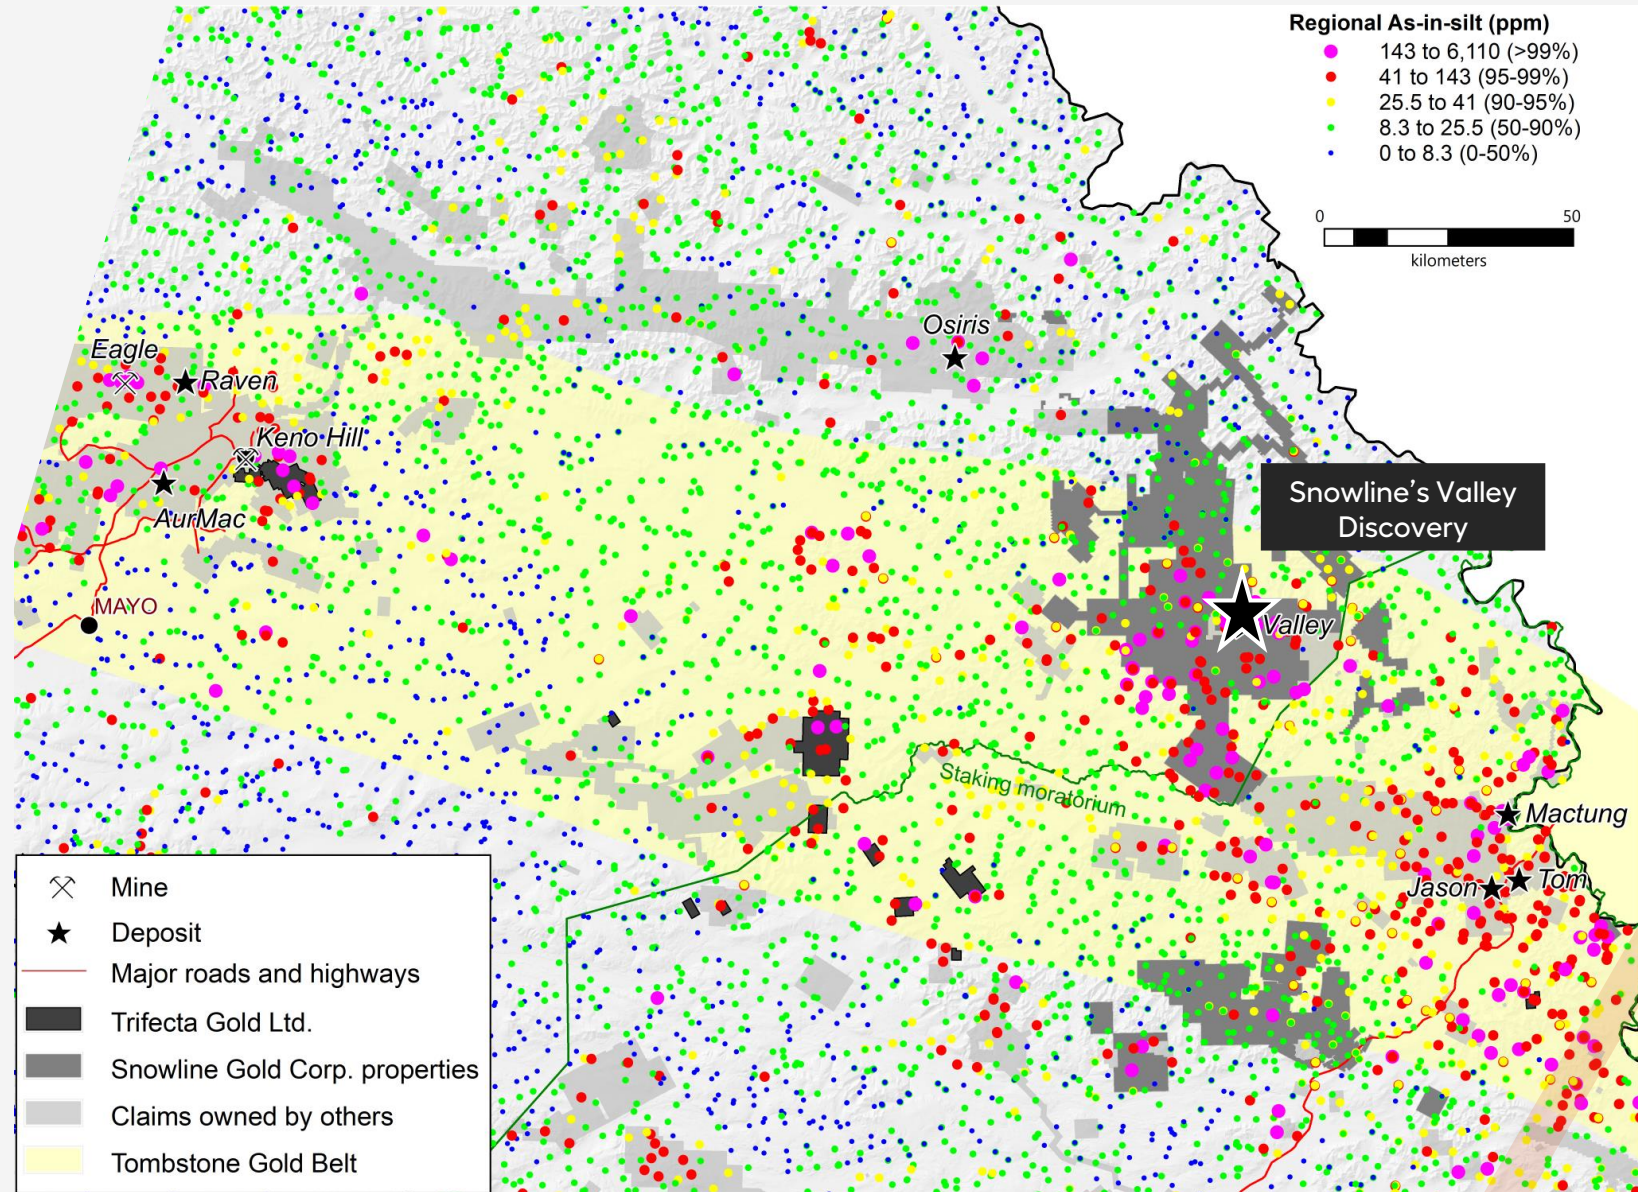 Regional As-in-silt (ppm)
143 to 6,110 (>99%)
41 to 143 (95-99%)
25.5 to 41 (90-95%)
8.3 to 25.5 (50-90%)
0 to 8.3 (0-50%)
0 50
kilometers
Osiris
Eagle
Raven
Keno Hill
AurMac
MAYO
Snowline's Valley
Discovery
Valley
Staking moratorium
Mactung
Jason
Tom
Mine
Deposit
Major roads and highways
Trifecta Gold Ltd.
Snowline Gold Corp. properties
Claims owned by others
Tombstone Gold Belt